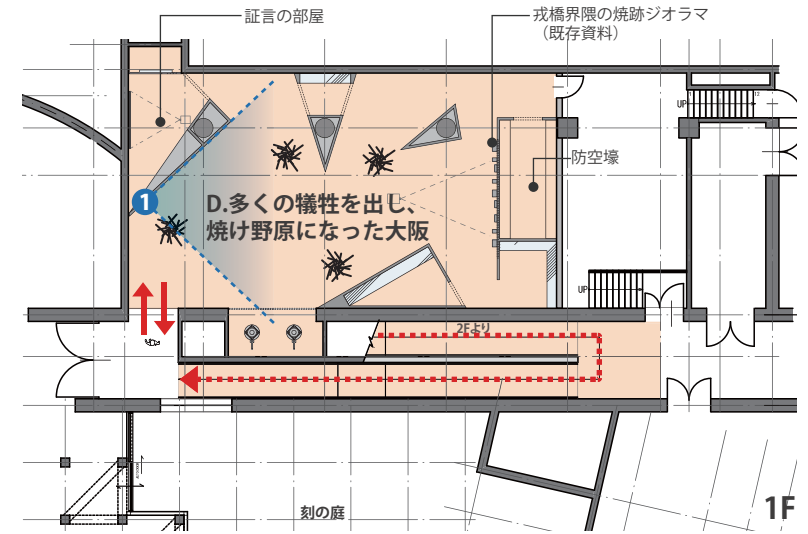 証言の部屋
戎橋界隈の焼跡ジオラマ
（既存資料）
UP
防空壕
1
D.多くの犠牲を出し、
焼け野原になった大阪
UP
2Fより
刻の庭
1F